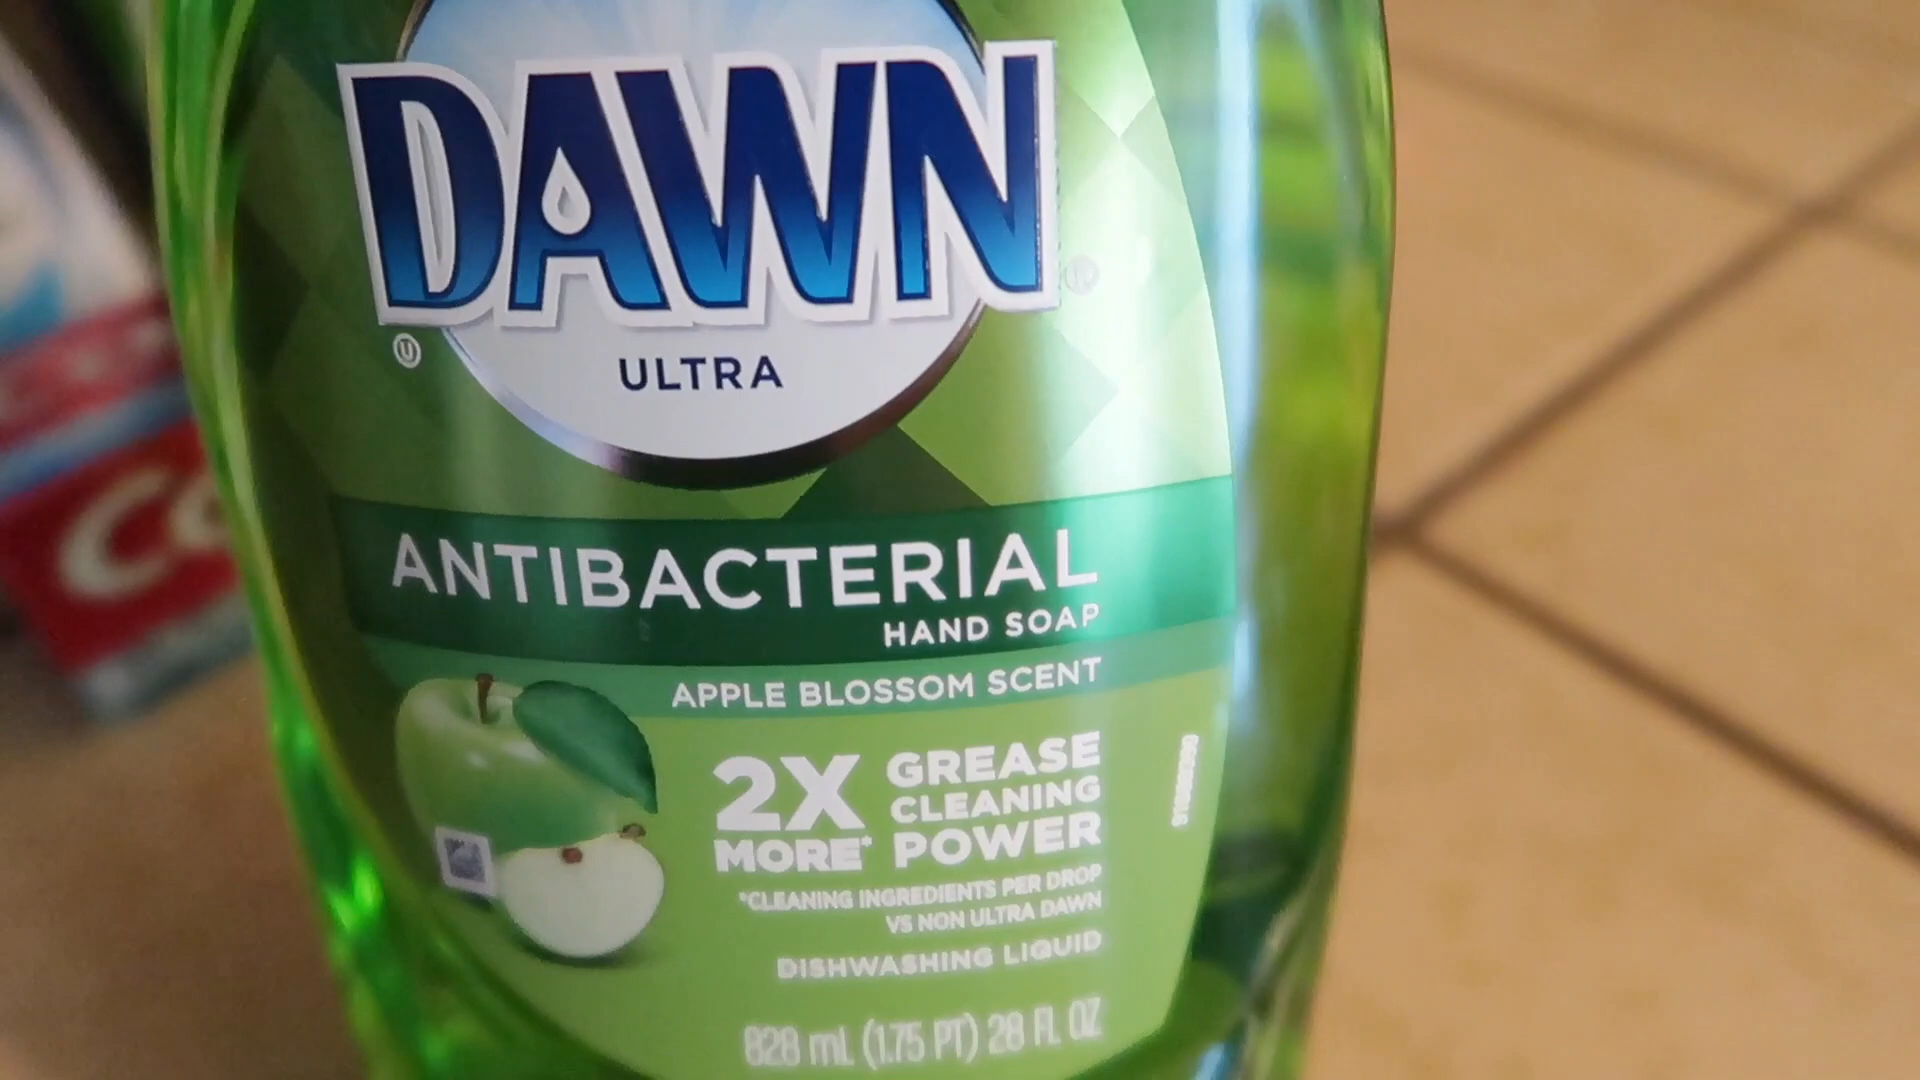 DAWN
®
ULTRA
ANTIBACTERIAL
HAND SOAP
APPLE BLOSSOM SCENT
2X
MORE*
GREASE
CLEANING
POWER
*CLEANING INGREDIENTS PER DROP
VS NON ULTRA DAWN
DISHWASHING LIQUID
828 mL (1.75 PT) 28 FL OZ
CO